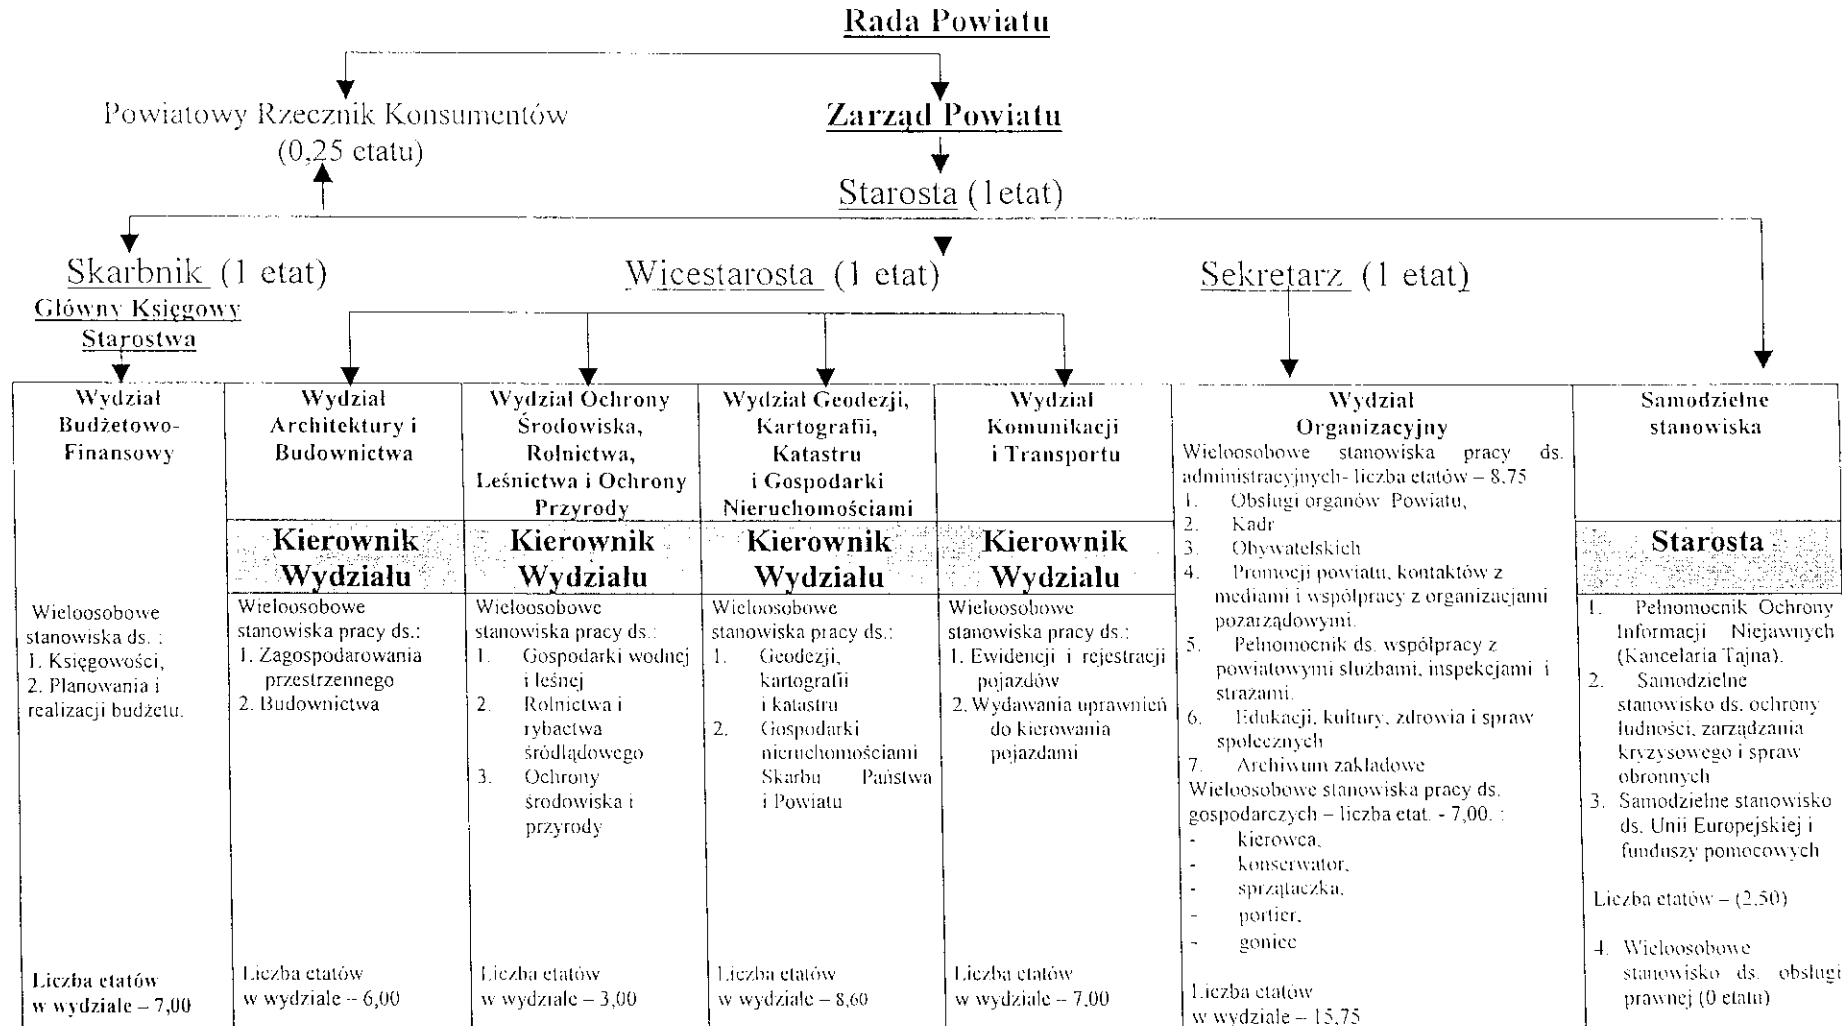 Rada Powiatu
Powiatowy Rzecznik Konsumentów
(0,25 etatu)
Zarząd Powiatu
Starosta (1etat)
Skarbnik (1 etat)
Główny Księgowy
Starostwa
Wicestarosta (1 etat)
Sekretarz (1 etat)
Wydział
Budżetowo-
Finansowy
Wieloosobowe
stanowiska ds. :
1. Księgowości,
2. Planowania i
realizacji budżetu.
Liczba etatów
w wydziale – 7,00
Wydział
Architektury i
Budownictwa
Kierownik
Wydziału
Wieloosobowe
stanowiska pracy ds.:
1. Zagospodarowania
przestrzennego
2. Budownictwa
Liczba etatów
w wydziale – 6,00
Wydział Ochrony
Środowiska,
Rolnictwa,
Leśnictwa i Ochrony
Przyrody
Kierownik
Wydziału
Wieloosobowe
stanowiska pracy ds.:
1. Gospodarki wodnej
i leśnej
2. Rolnictwa i
rybactwa
śródlądowego
3. Ochrony
środowiska i
przyrody
Liczba etatów
w wydziale – 3,00
Wydział Geodezji,
Kartografii,
Katastru
i Gospodarki
Nieruchomościami
Kierownik
Wydziału
Wieloosobowe
stanowiska pracy ds.:
1. Geodezji,
kartografii
i katastru
2. Gospodarki
nieruchomościami
Skarbu Państwa
i Powiatu
Liczba etatów
w wydziale – 8,60
Wydział
Komunikacji
i Transportu
Kierownik
Wydziału
Wieloosobowe
stanowiska pracy ds.:
1. Ewidencji i rejestracji
pojazdów
2. Wydawania uprawnień
do kierowania
pojazdami
Liczba etatów
w wydziale – 7,00
Wydział
Organizacyjny
Wieloosobowe stanowiska pracy ds.
administracyjnych- liczba etatów – 8,75
1. Obsługi organów Powiatu,
2. Kadr
3. Obywatelskich
4. Promocji powiatu, kontaktów z
mediami i współpracy z organizacjami
pozarządowymi.
5. Pełnomocnik ds. współpracy z
powiatowymi służbami, inspekcjami i
strażami.
6. Edukacji, kultury, zdrowia i spraw
społecznych
7. Archiwum zakładowe
Wieloosobowe stanowiska pracy ds.
gospodarczych – liczba etat. - 7,00. :
- kierowca,
- konserwator,
- sprzątaczka,
- portier,
- goniec
Liczba etatów
w wydziale – 15,75
Samodzielne
stanowiska
Starosta
1. Pełnomocnik Ochrony
Informacji Niejawnych
(Kancelaria Tajna).
2. Samodzielne
stanowisko ds. ochrony
ludności, zarządzania
kryzysowego i spraw
obronnych
3. Samodzielne stanowisko
ds. Unii Europejskiej i
funduszy pomocowych
Liczba etatów – (2,50)
4. Wieloosobowe
stanowisko ds. obsługi
prawnej (0 etatu)